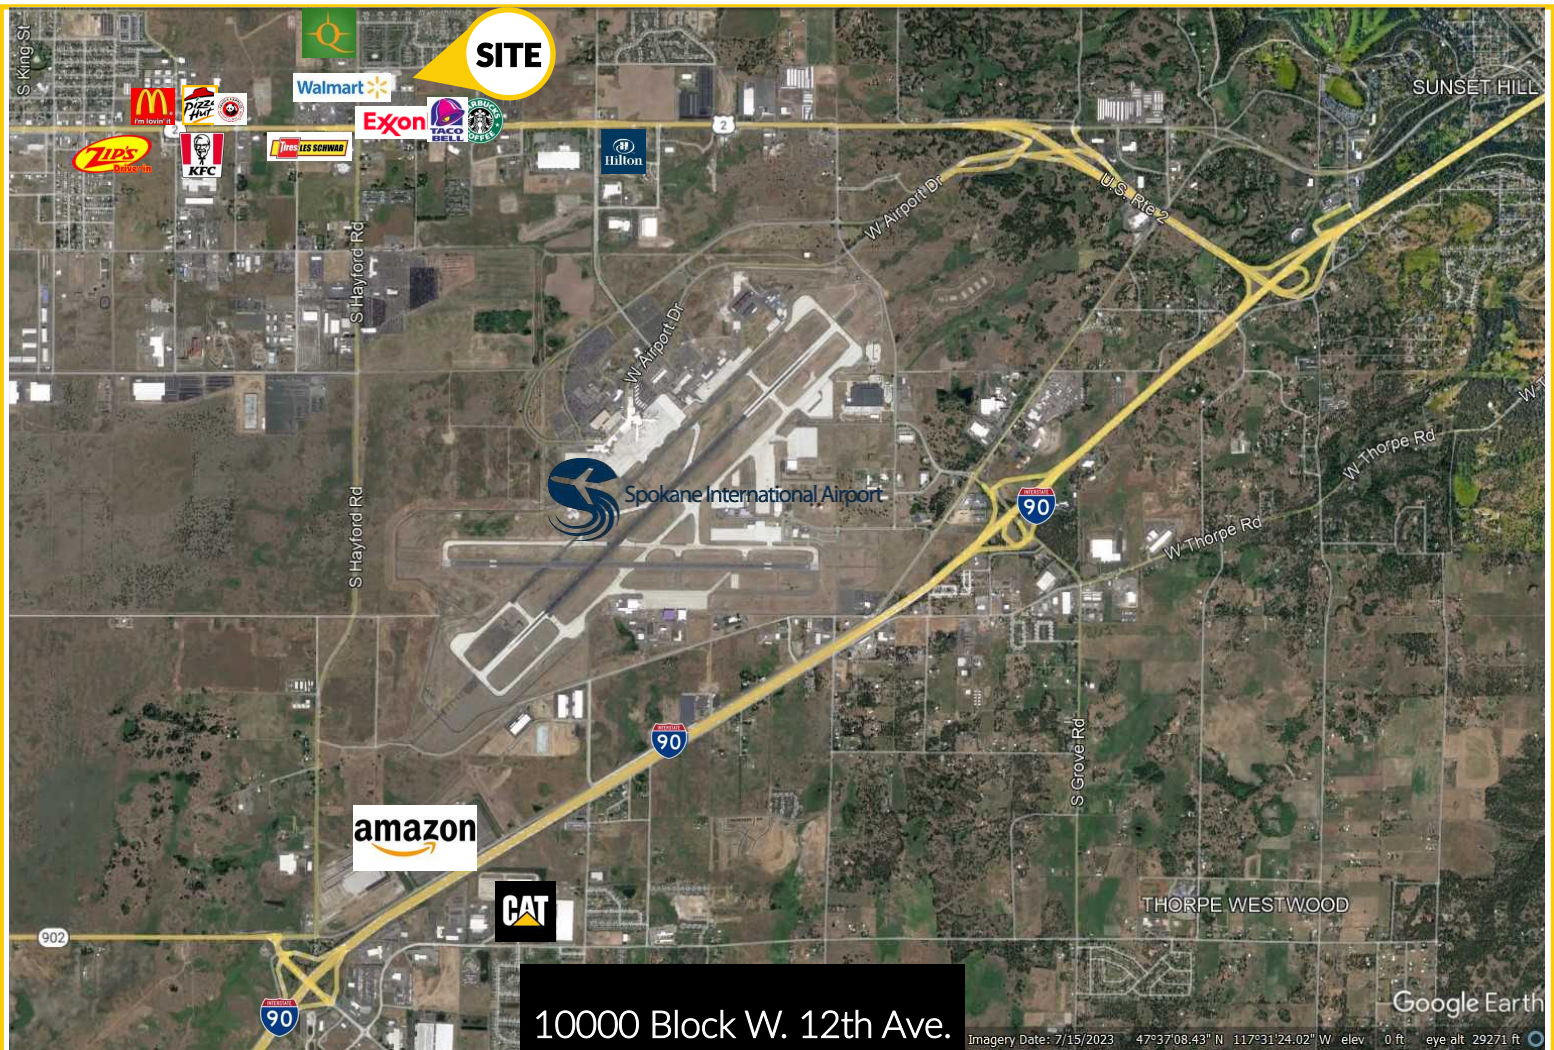 S King St
Q
SITE
Walmart
SUNSET HILL
M
i'm lovin' it
Pizza Hut
Exxon
TACO
BELL
STARBUCKS
COFFEE
2
2
ZIP'S
Drive-in
KFC
Tires LES SCHWAB
Hilton
U.S. Rte 2
W Airport Dr
S Hayford Rd
W Airport Dr
W Thorpe Rd
Spokane International Airport
INTERSTATE
90
S Hayford Rd
W Thorpe Rd
INTERSTATE
90
S Grove Rd
amazon
CAT
THORPE WESTWOOD
902
INTERSTATE
90
10000 Block W. 12th Ave.
Google Earth
Imagery Date: 7/15/2023 47°37'08.43" N 117°31'24.02" W elev 0 ft eye alt 29271 ft